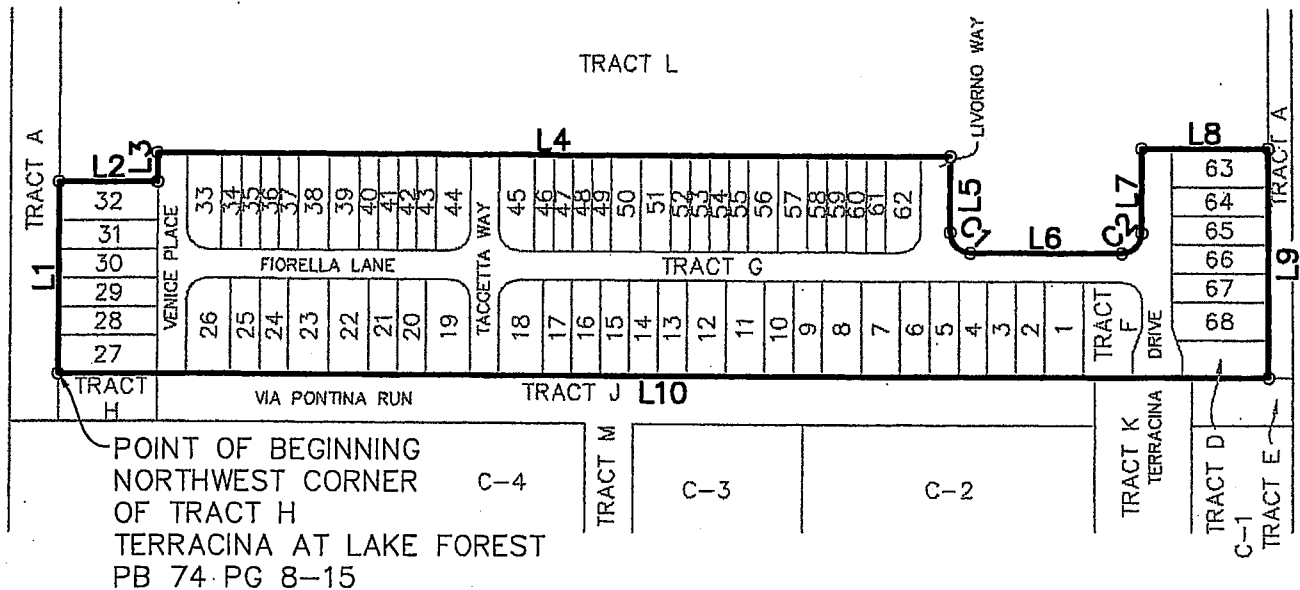 TRACT L
LIVORNO WAY
TRACT A
L2
L3
L4
L8
TRACT A
32
31
30
29
28
27
L1
VENICE PLACE
33
34
35
36
37
38
39
40
41
42
43
44
TACCETTA WAY
45
46
47
48
49
50
51
52
53
54
55
56
57
58
59
60
61
62
L5
C1
L6
C2
L7
63
64
65
66
67
68
L9
FIORELLA LANE
TRACT G
26
25
24
23
22
21
20
19
18
17
16
15
14
13
12
11
10
9
8
7
6
5
4
3
2
1
TRACT F
DRIVE
TRACT H
VIA PONTINA RUN
TRACT J
L10
POINT OF BEGINNING
NORTHWEST CORNER
OF TRACT H
TERRACINA AT LAKE FOREST
PB 74 PG 8-15
C-4
TRACT M
C-3
C-2
TRACT K
TERRACINA
TRACT D
C-1
TRACT E